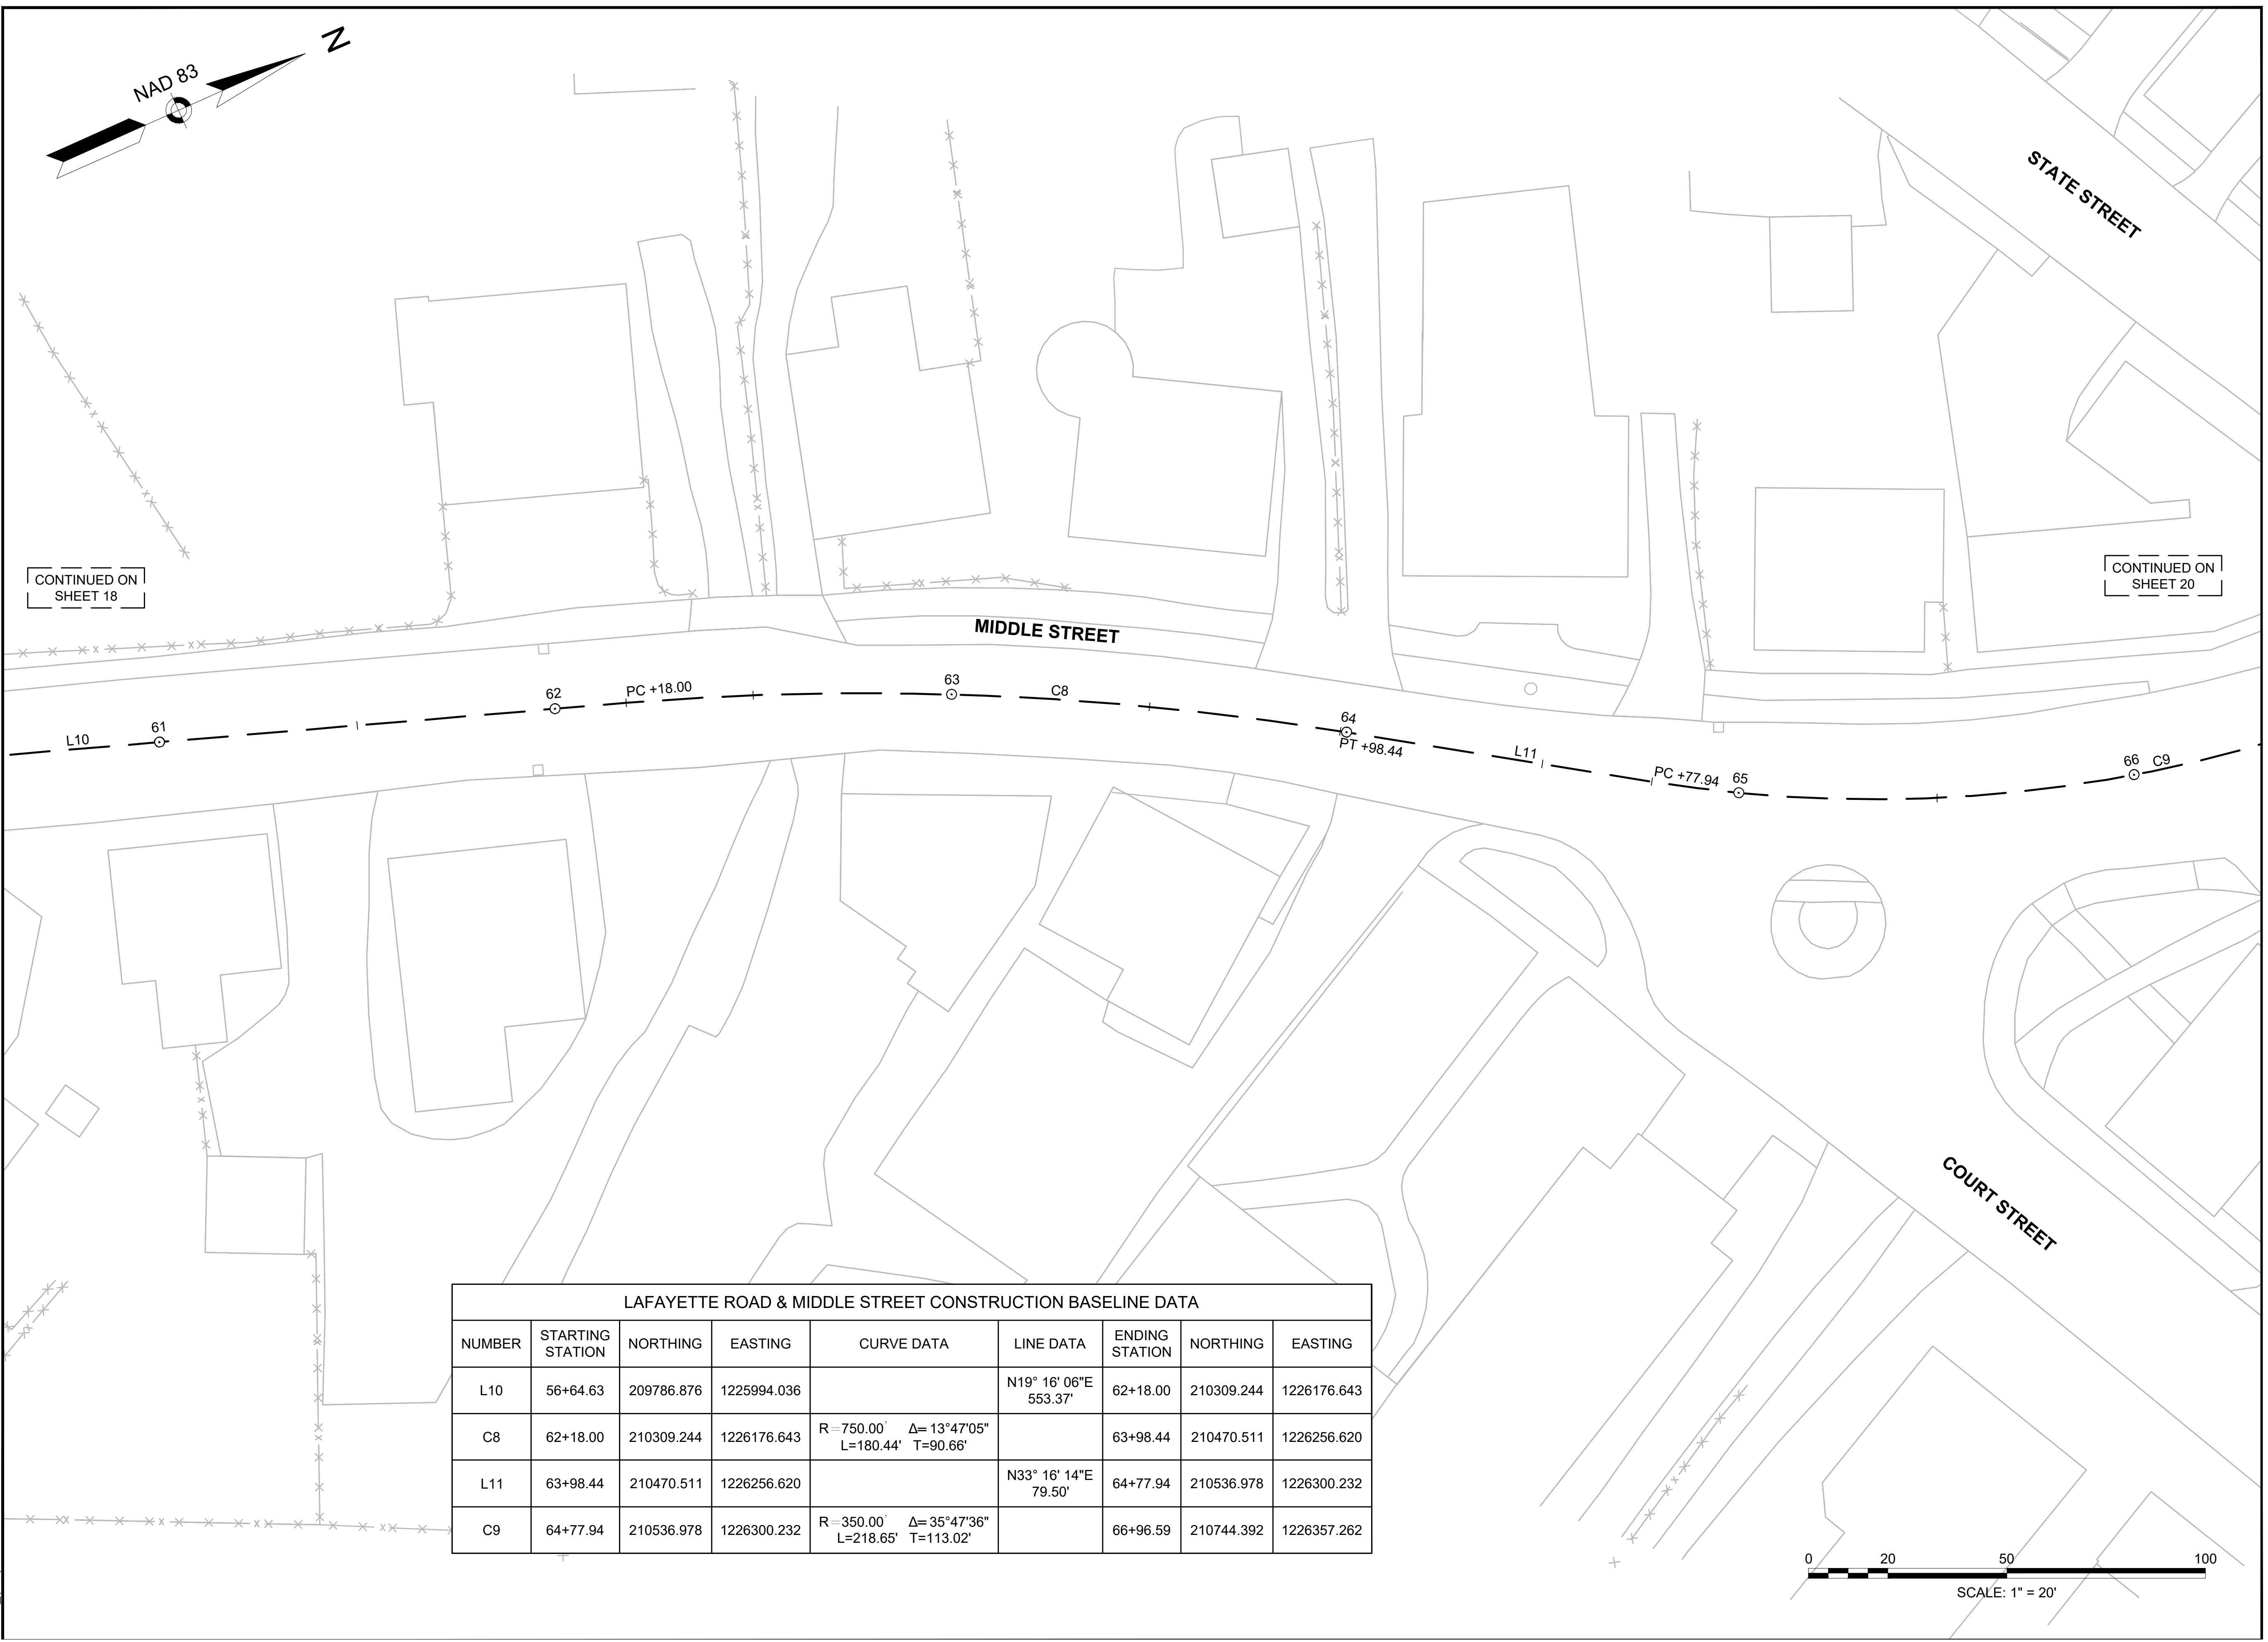 N
NAD 83
STATE STREET
CONTINUED ON
SHEET 18
CONTINUED ON
SHEET 20
MIDDLE STREET
L10
61
62
PC +18.00
63
C8
64
PT +98.44
L11
PC +77.94
65
66
C9
COURT STREET
LAFAYETTE ROAD & MIDDLE STREET CONSTRUCTION BASELINE DATA
NUMBER STARTING STATION NORTHING EASTING CURVE DATA LINE DATA ENDING STATION NORTHING EASTING
L10 56+64.63 209786.876 1225994.036 N19° 16' 06"E 553.37' 62+18.00 210309.244 1226176.643
C8 62+18.00 210309.244 1226176.643 R=750.00' Δ=13°47'05" L=180.44' T=90.66' 63+98.44 210470.511 1226256.620
L11 63+98.44 210470.511 1226256.620 N33° 16' 14"E 79.50' 64+77.94 210536.978 1226300.232
C9 64+77.94 210536.978 1226300.232 R=350.00' Δ=35°47'36" L=218.65' T=113.02' 66+96.59 210744.392 1226357.262
0 20 50 100
SCALE: 1" = 20'